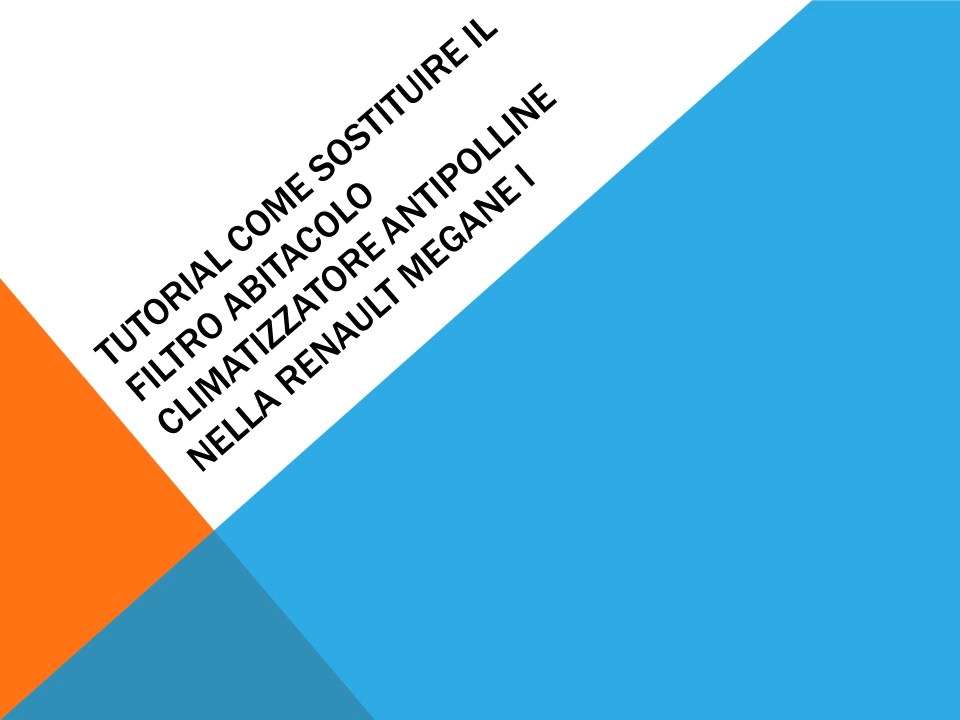 TUTORIAL COME SOSTITUIRE IL
FILTRO ABITACOLO
CLIMATIZZATORE ANTIPOLLINE
NELLA RENAULT MEGANE I